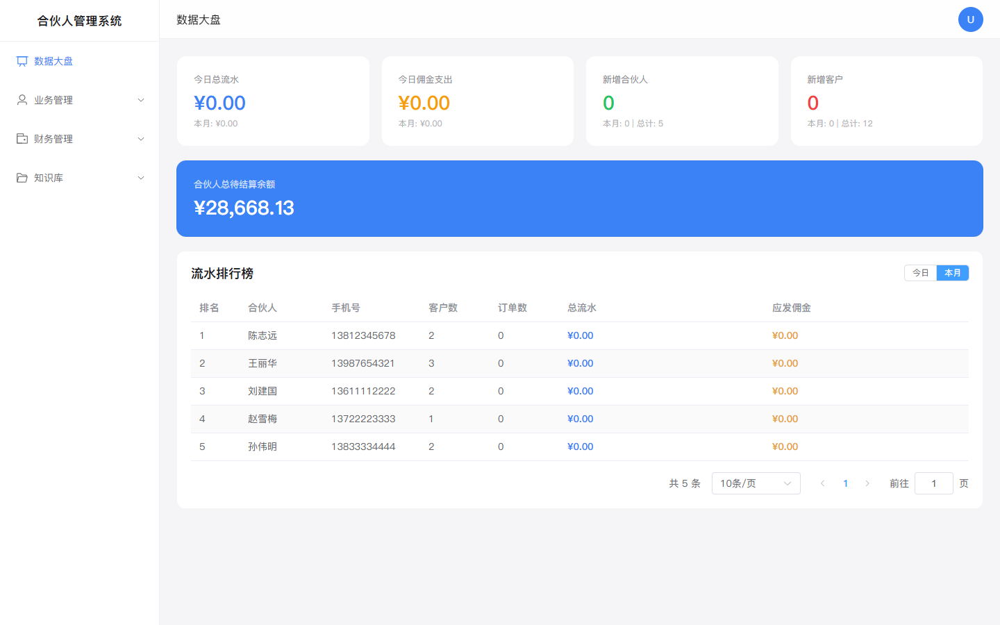 合伙人管理系统
数据大盘
业务管理
财务管理
知识库
数据大盘
U
今日总流水
¥0.00
本月: ¥0.00
今日佣金支出
¥0.00
本月: ¥0.00
新增合伙人
0
本月: 0 | 总计: 5
新增客户
0
本月: 0 | 总计: 12
合伙人总待结算余额
¥28,668.13
流水排行榜
今日 本月
排名 合伙人 手机号 客户数 订单数 总流水 应发佣金
1 陈志远 13812345678 2 0 ¥0.00 ¥0.00
2 王丽华 13987654321 3 0 ¥0.00 ¥0.00
3 刘建国 13611112222 2 0 ¥0.00 ¥0.00
4 赵雪梅 13722223333 1 0 ¥0.00 ¥0.00
5 孙伟明 13833334444 2 0 ¥0.00 ¥0.00
共 5 条 10条/页 1 前往 1 页